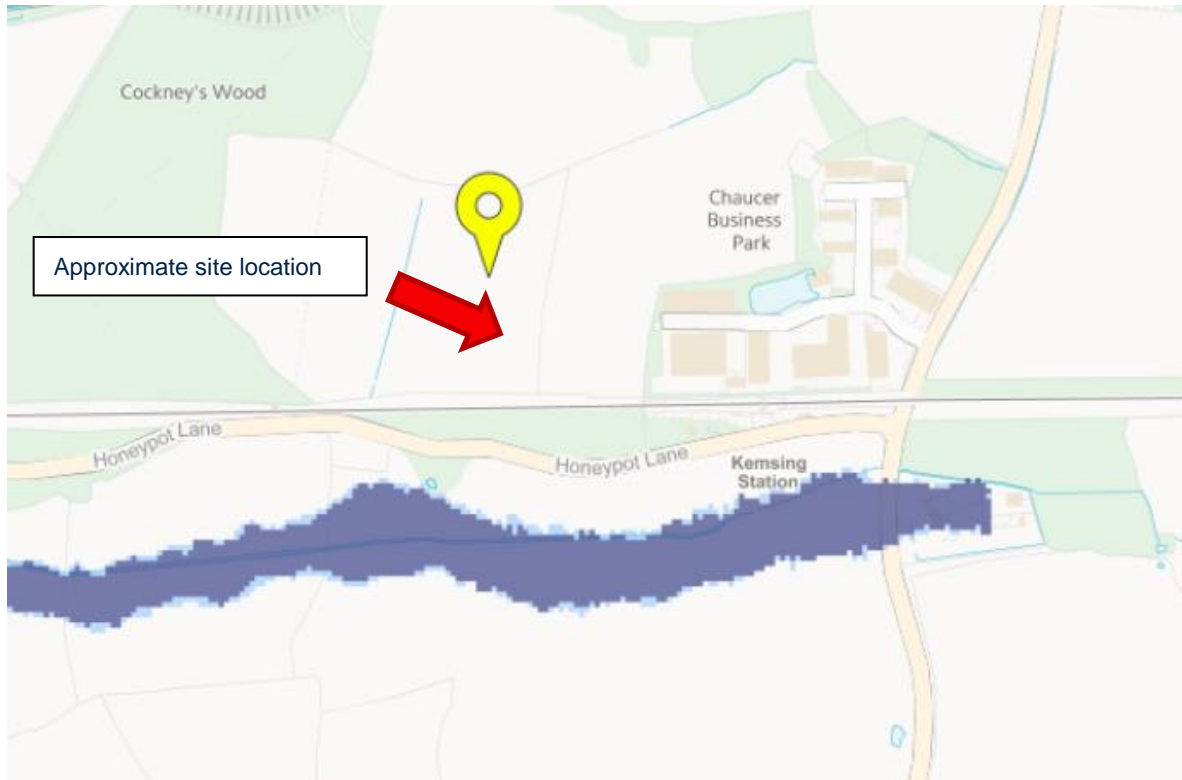 Cockney's Wood
Chaucer
Business
Park
Approximate site location
Honeypot Lane
Honeypot Lane
Kemsing
Station